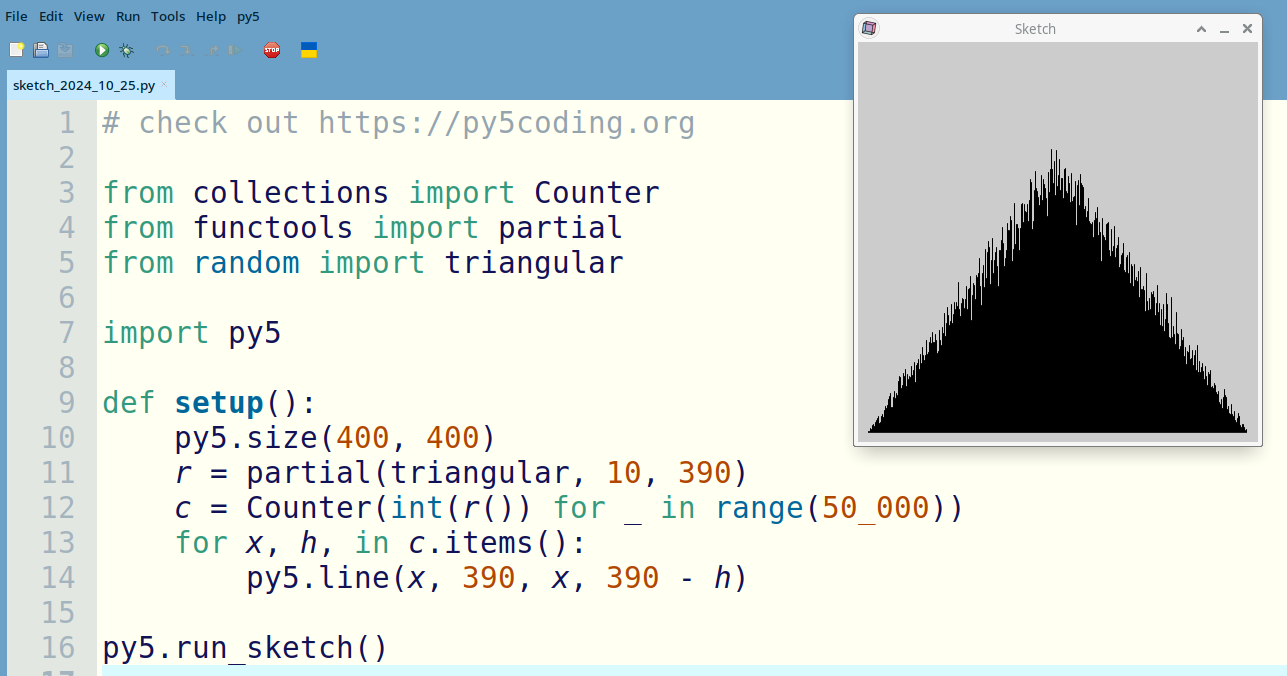 File Edit View Run Tools Help py5
STOP
sketch_2024_10_25.py
Sketch
1 # check out https://py5coding.org
2
3 from collections import Counter
4 from functools import partial
5 from random import triangular
6
7 import py5
8
9 def setup():
10     py5.size(400, 400)
11     r = partial(triangular, 10, 390)
12     c = Counter(int(r()) for _ in range(50_000))
13     for x, h, in c.items():
14         py5.line(x, 390, x, 390 - h)
15
16 py5.run_sketch()
17